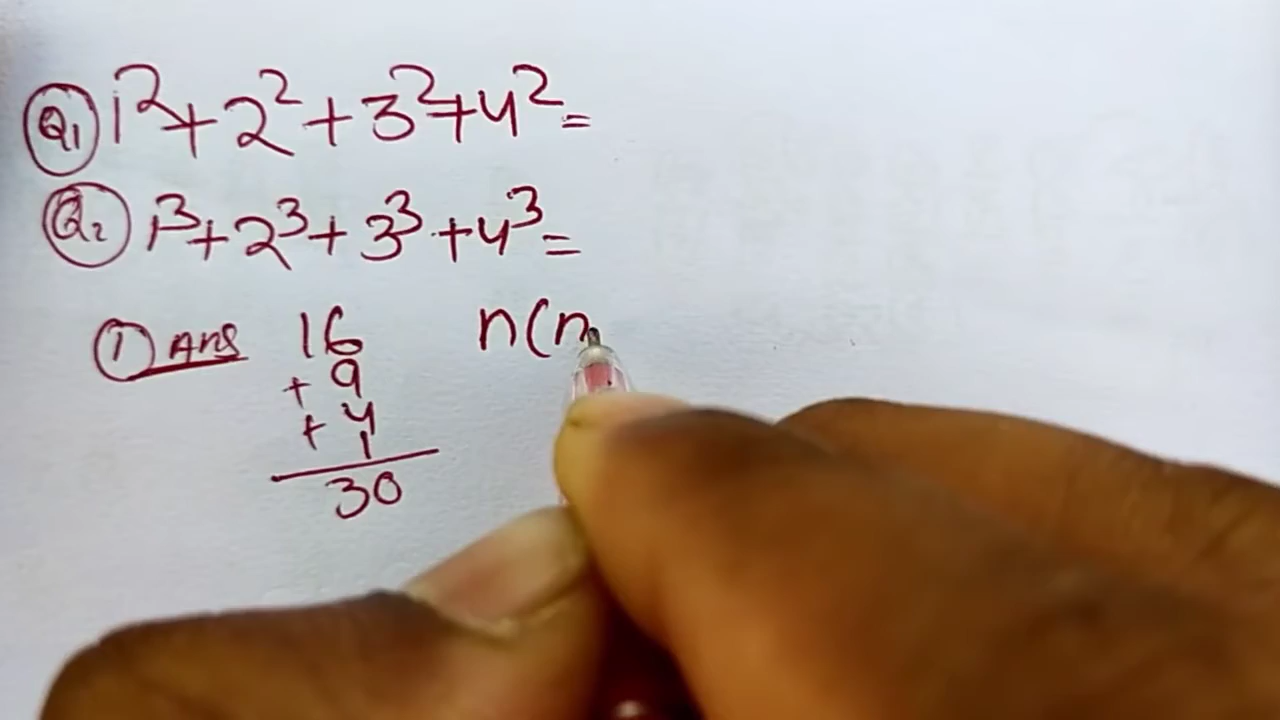 Q1 1² + 2² + 3² + 4² =
Q2 1³ + 2³ + 3³ + 4³ =
① Ans 16 n(n
+ 9
+ 4
1
30